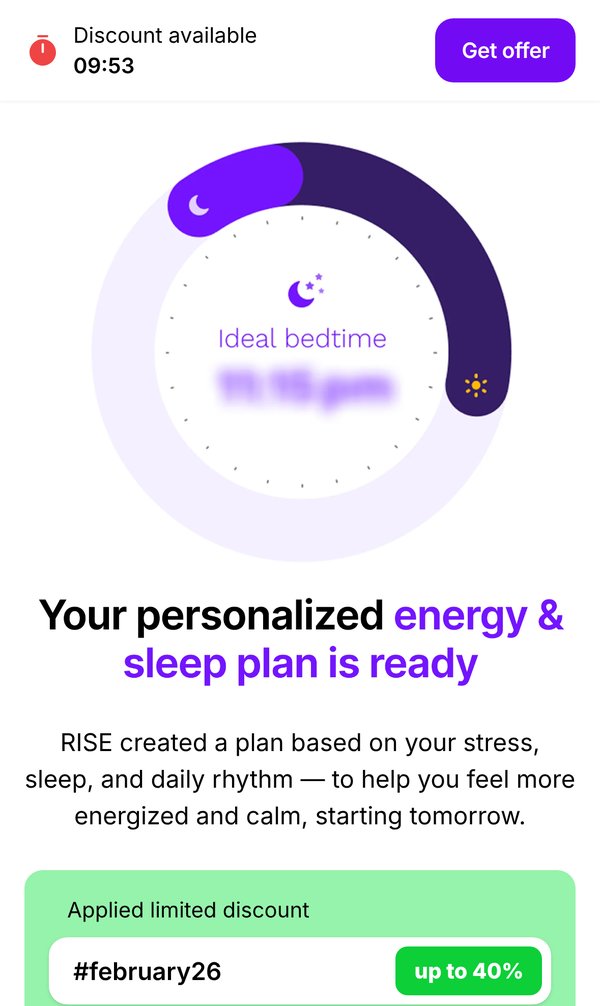 Discount available
09:53
Get offer
Ideal bedtime
Your personalized energy &
sleep plan is ready
RISE created a plan based on your stress,
sleep, and daily rhythm — to help you feel more
energized and calm, starting tomorrow.
Applied limited discount
#february26
up to 40%